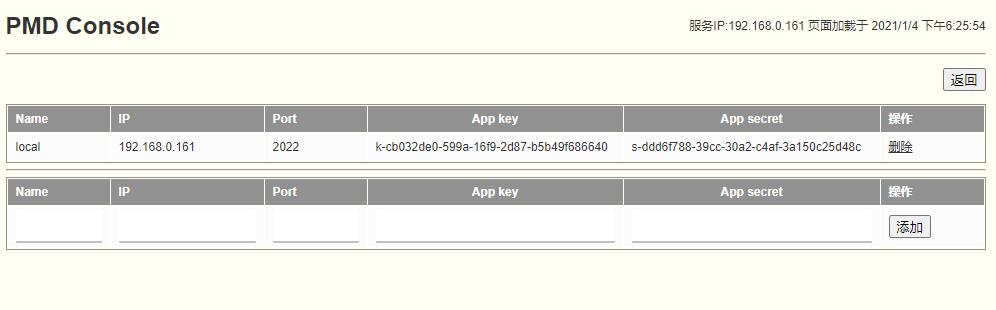 PMD Console
服务IP:192.168.0.161 页面加载于 2021/1/4 下午6:25:54
返回
Name IP Port App key App secret 操作
local 192.168.0.161 2022 k-cb032de0-599a-16f9-2d87-b5b49f686640 s-ddd6f788-39cc-30a2-c4af-3a150c25d48c 删除
Name IP Port App key App secret 操作
添加